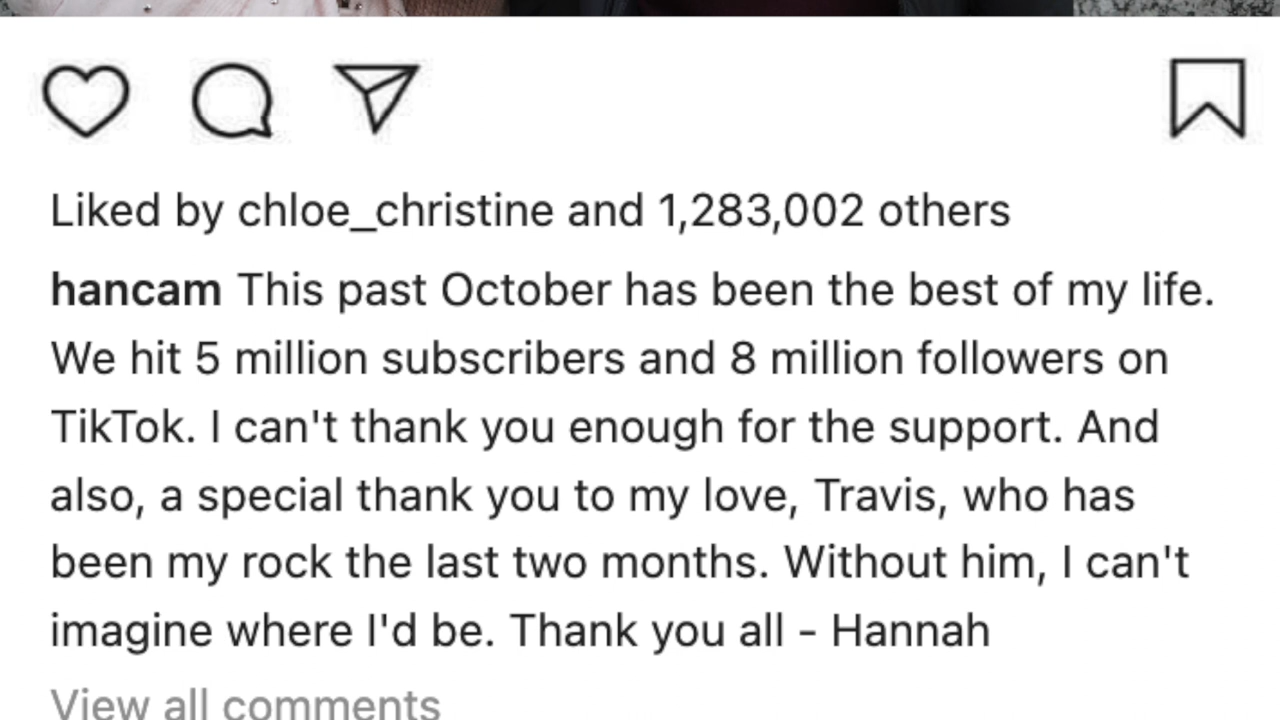 Liked by chloe_christine and 1,283,002 others
hancam This past October has been the best of my life.
We hit 5 million subscribers and 8 million followers on
TikTok. I can't thank you enough for the support. And
also, a special thank you to my love, Travis, who has
been my rock the last two months. Without him, I can't
imagine where I'd be. Thank you all - Hannah
View all comments